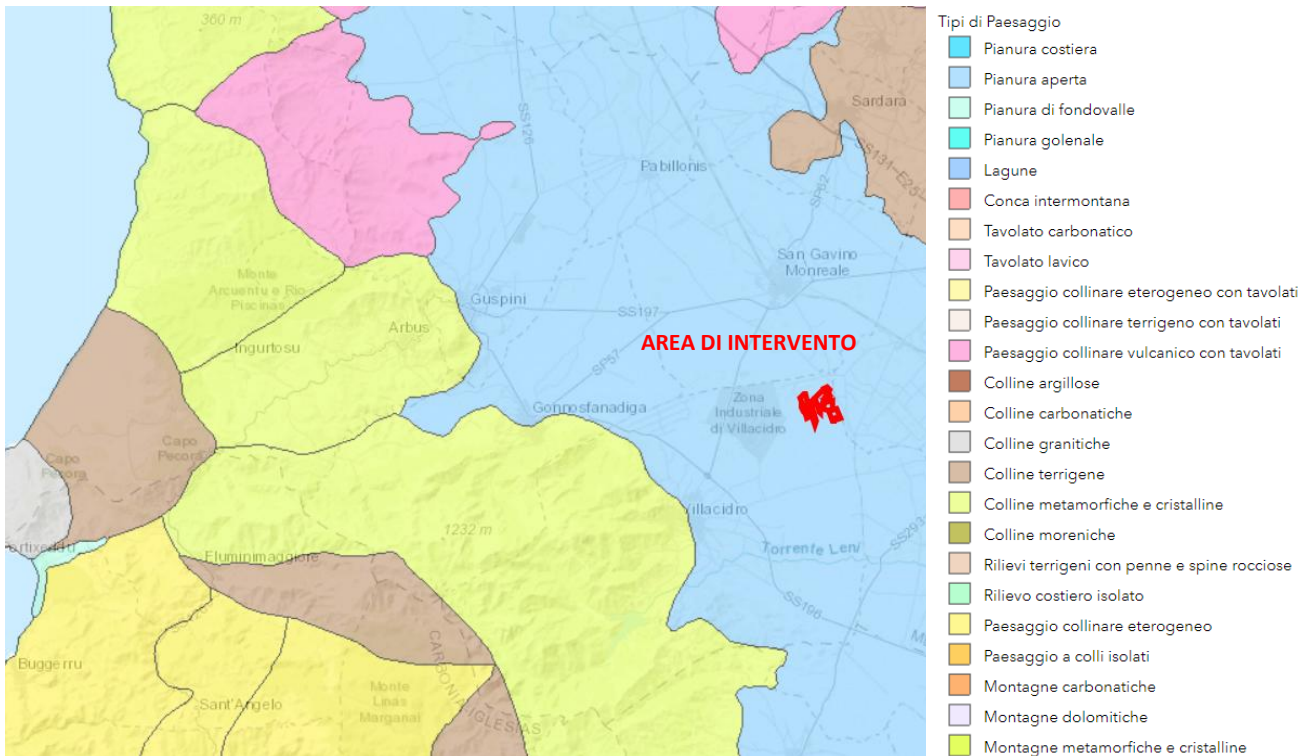 360 m
Sardara
SS126
SS131-E25
Pabillonis
SP62
San Gavino
Monreale
Monte
Arcuentu e Rio
Piscinas
Guspini
SS197
Arbus
Ingurtosu
AREA DI INTERVENTO
SP57
Zona
Industriale
di Villacidro
Gonnosfanadiga
Capo
Pecora
Capo
Pecora
Villacidro
1232 m
Torrente Leni
SS293
Fluminimaggiore
SS196
Buggerru
CARBONIA-IGLESIAS
Sant'Angelo
Monte
Linas
Marganai
Tipi di Paesaggio
Pianura costiera
Pianura aperta
Pianura di fondovalle
Pianura golenale
Lagune
Conca intermontana
Tavolato carbonatico
Tavolato lavico
Paesaggio collinare eterogeneo con tavolati
Paesaggio collinare terrigeno con tavolati
Paesaggio collinare vulcanico con tavolati
Colline argillose
Colline carbonatiche
Colline granitiche
Colline terrigene
Colline metamorfiche e cristalline
Colline moreniche
Rilievi terrigeni con penne e spine rocciose
Rilievo costiero isolato
Paesaggio collinare eterogeneo
Paesaggio a colli isolati
Montagne carbonatiche
Montagne dolomitiche
Montagne metamorfiche e cristalline